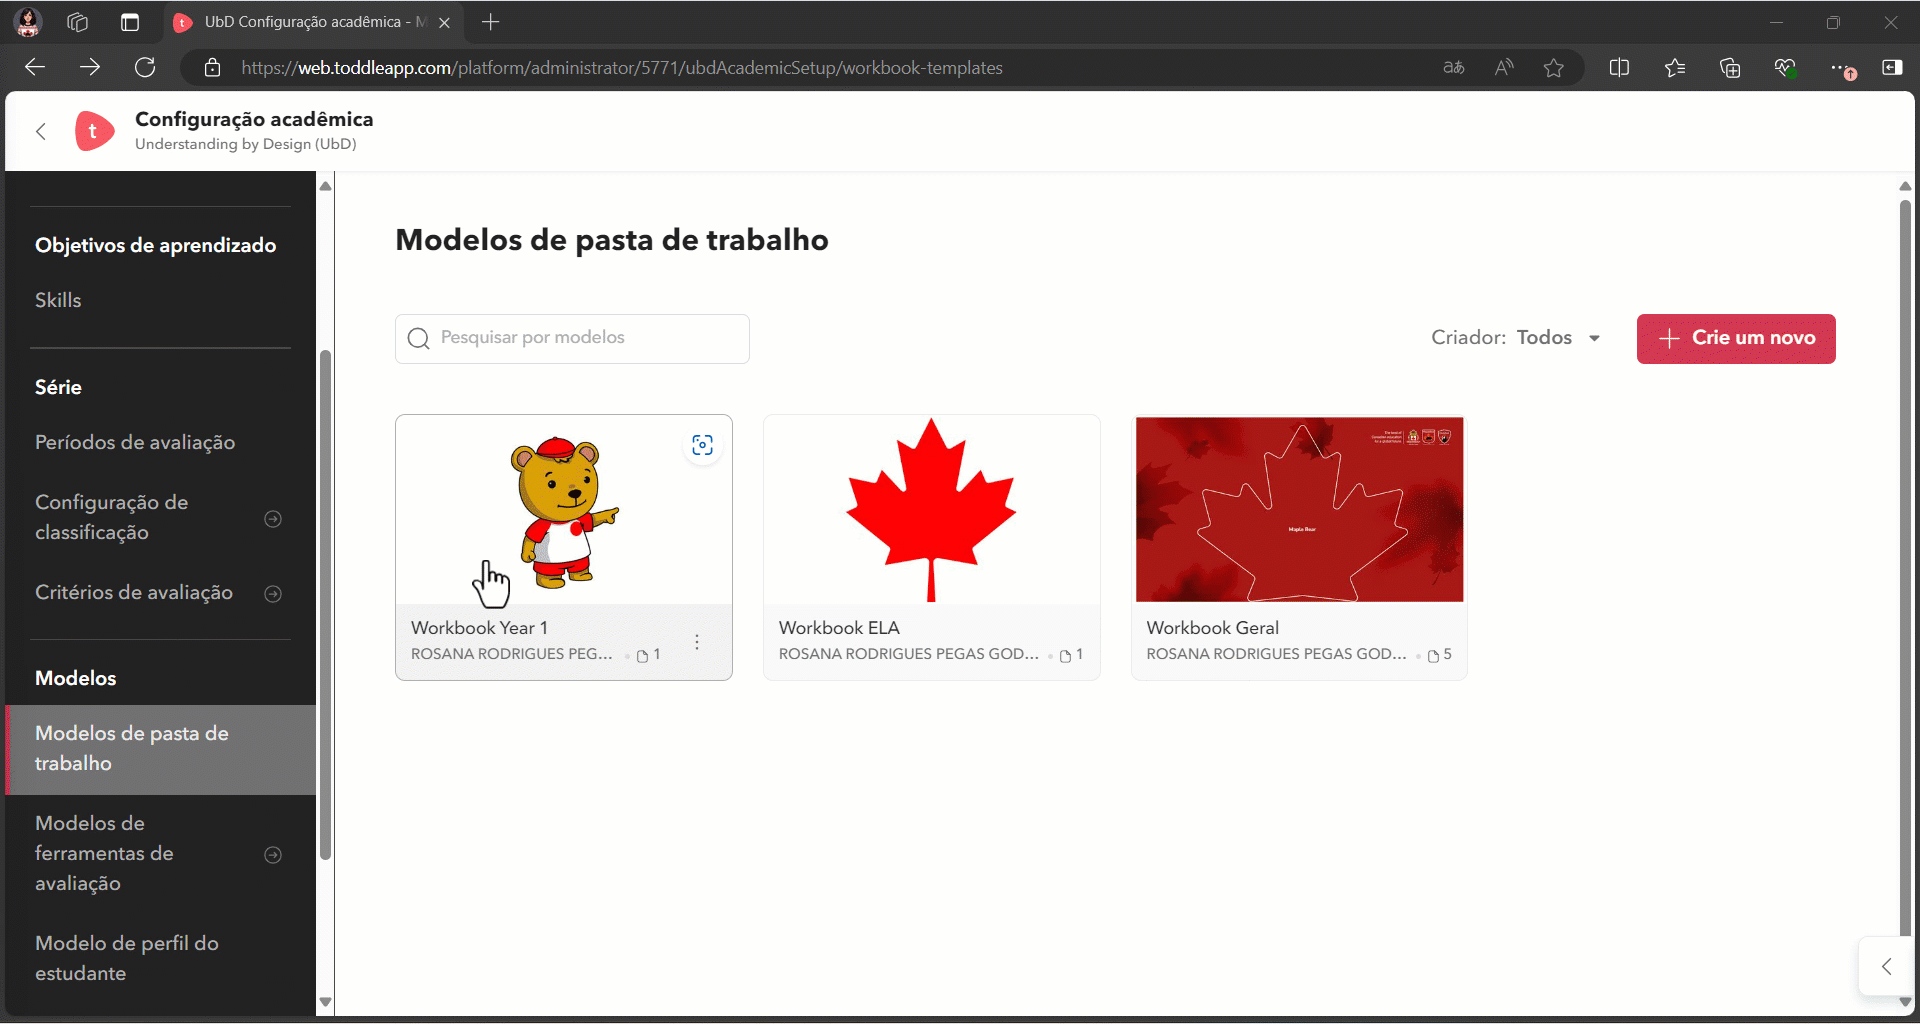 UbD Configuração acadêmica - M
https://web.toddleapp.com/platform/administrator/5771/ubdAcademicSetup/workbook-templates
t
Configuração acadêmica
Understanding by Design (UbD)
Objetivos de aprendizado
Skills
Série
Períodos de avaliação
Configuração de
classificação
Critérios de avaliação
Modelos
Modelos de pasta de
trabalho
Modelos de
ferramentas de
avaliação
Modelo de perfil do
estudante
Modelos de pasta de trabalho
Pesquisar por modelos
Criador: Todos
Crie um novo
Workbook Year 1
ROSANA RODRIGUES PEG... 1
Workbook ELA
ROSANA RODRIGUES PEGAS GOD... 1
Maple Bear
Workbook Geral
ROSANA RODRIGUES PEGAS GOD... 5